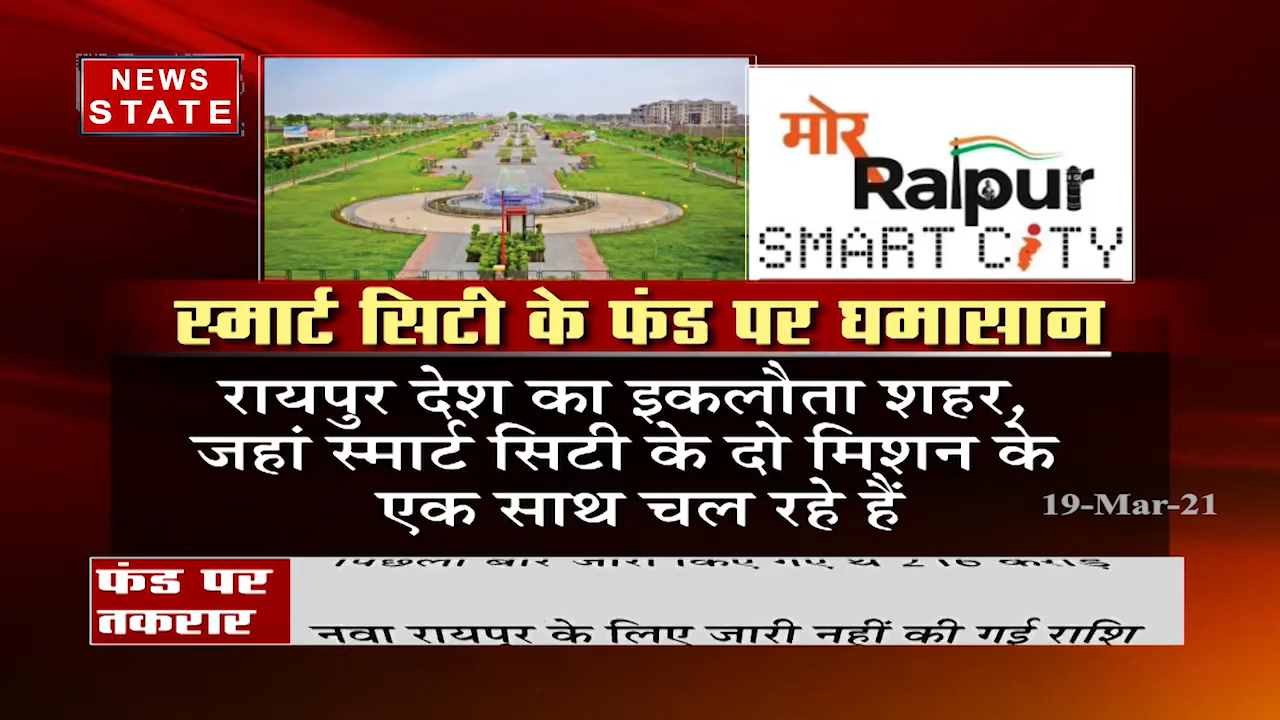 NEWS
STATE
मोर
Raipur
SMART CiTY
स्मार्ट सिटी के फंड पर घमासान
रायपुर देश का इकलौता शहर,
जहां स्मार्ट सिटी के दो मिशन के
एक साथ चल रहे हैं
19-Mar-21
फंड पर
तकरार
नवा रायपुर के लिए जारी नहीं की गई राशि